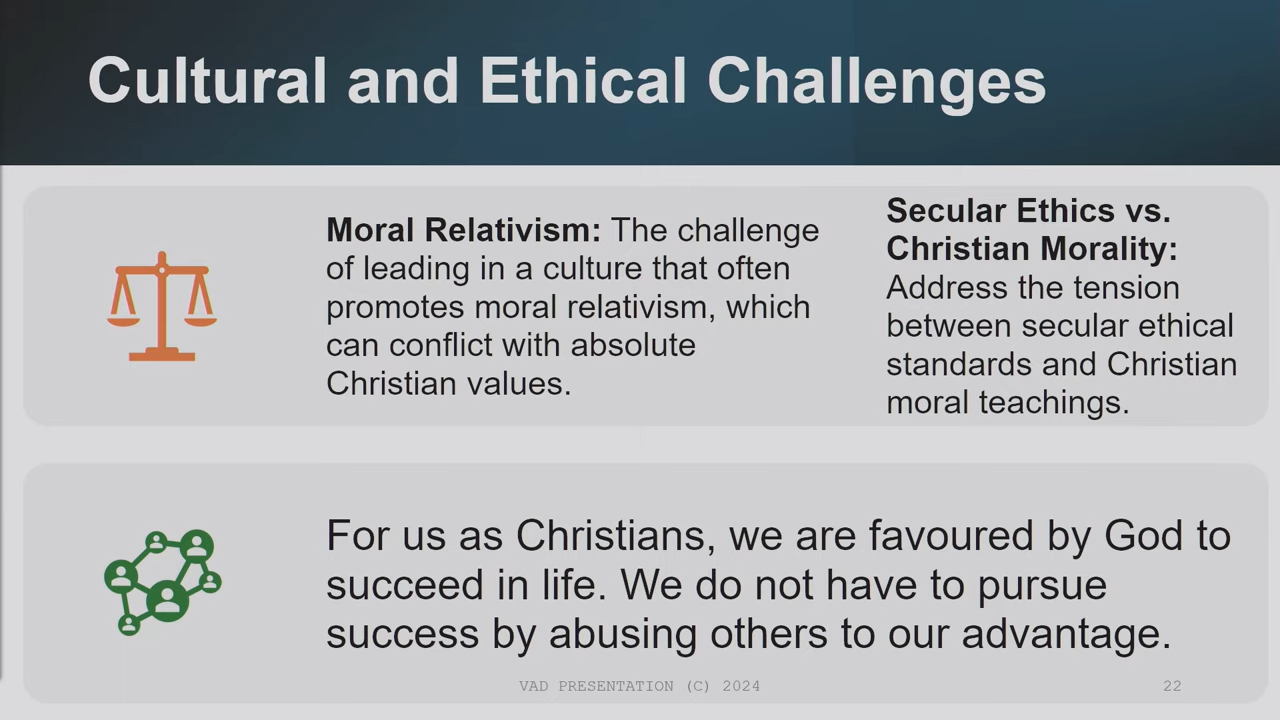 Cultural and Ethical Challenges
Moral Relativism: The challenge
of leading in a culture that often
promotes moral relativism, which
can conflict with absolute
Christian values.
Secular Ethics vs.
Christian Morality:
Address the tension
between secular ethical
standards and Christian
moral teachings.
For us as Christians, we are favoured by God to
succeed in life. We do not have to pursue
success by abusing others to our advantage.
VAD PRESENTATION (C) 2024
22